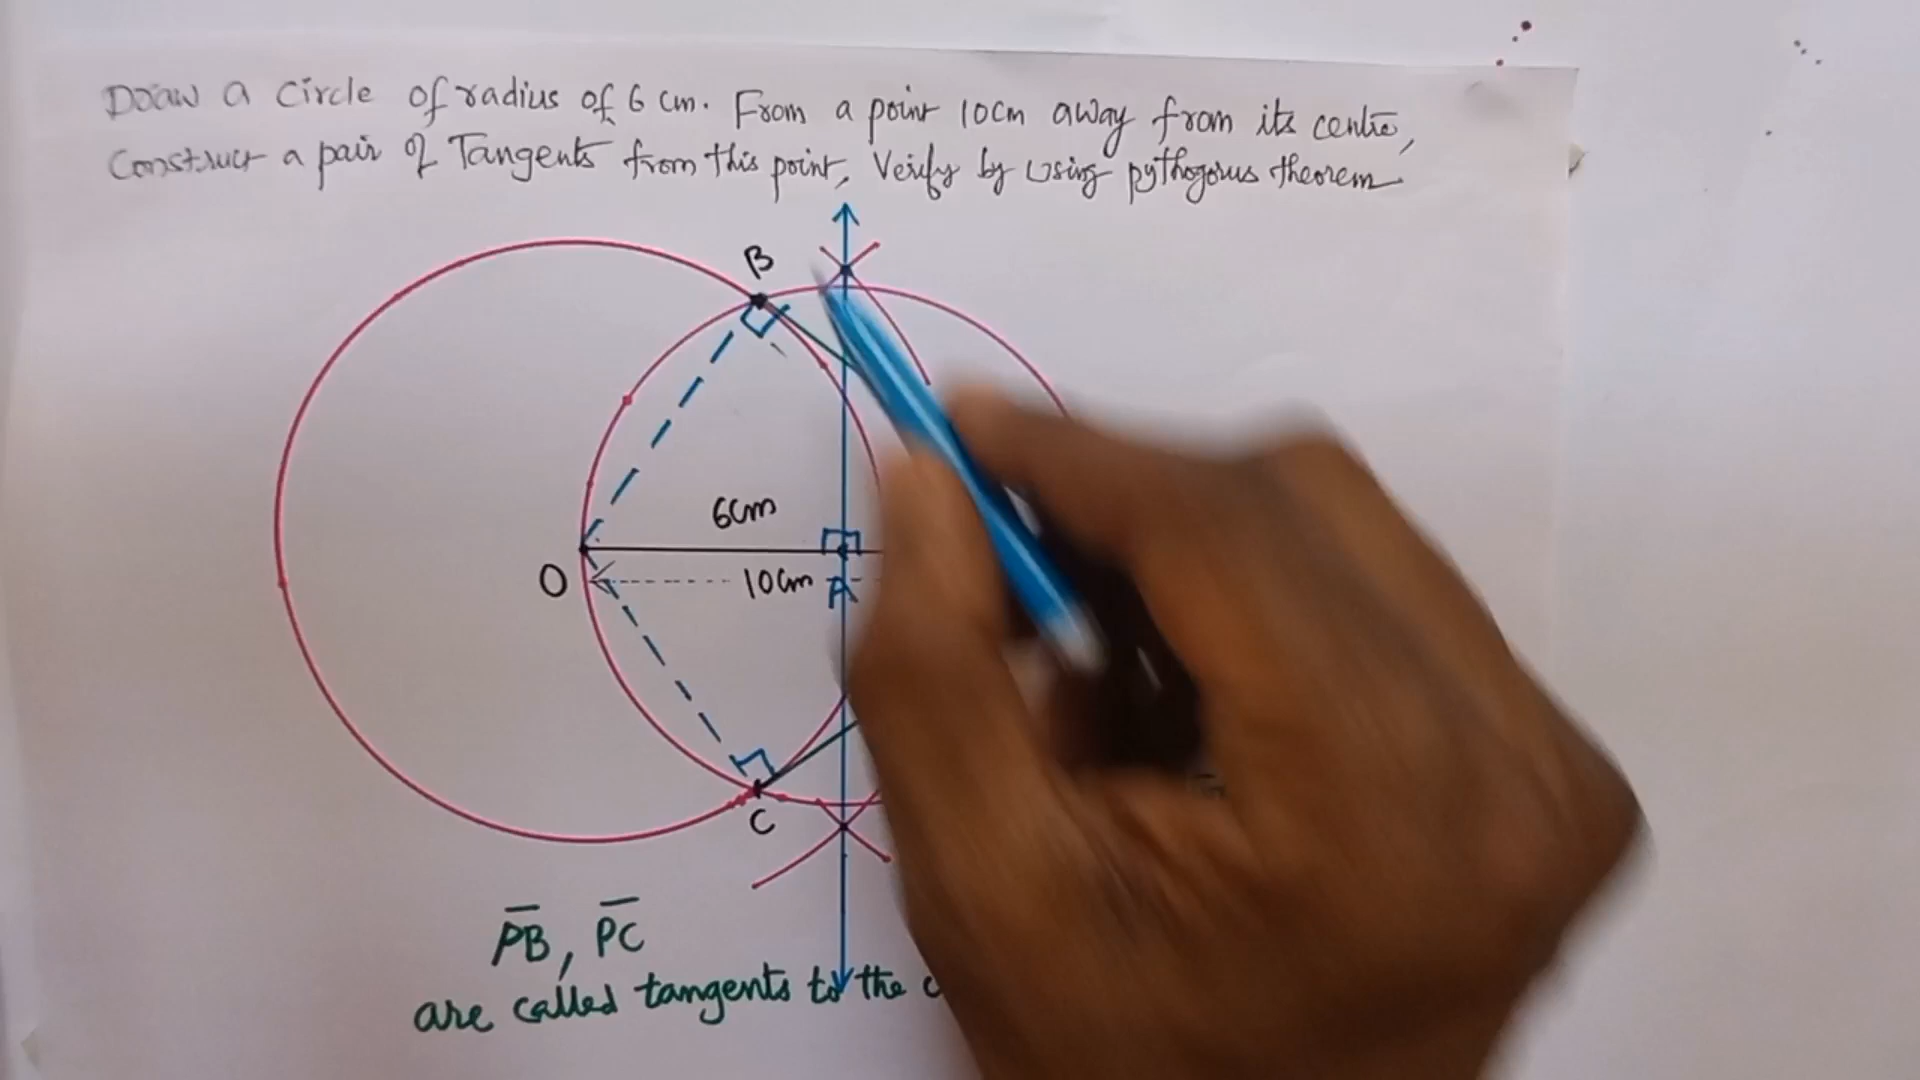 Draw a circle of radius of 6 cm. From a point 10cm away from its centre,
Construct a pair of Tangents from this point, Verify by Using pythogorus theorem.
B
6cm
O
10cm A
C
PB, PC
are called tangents to the c